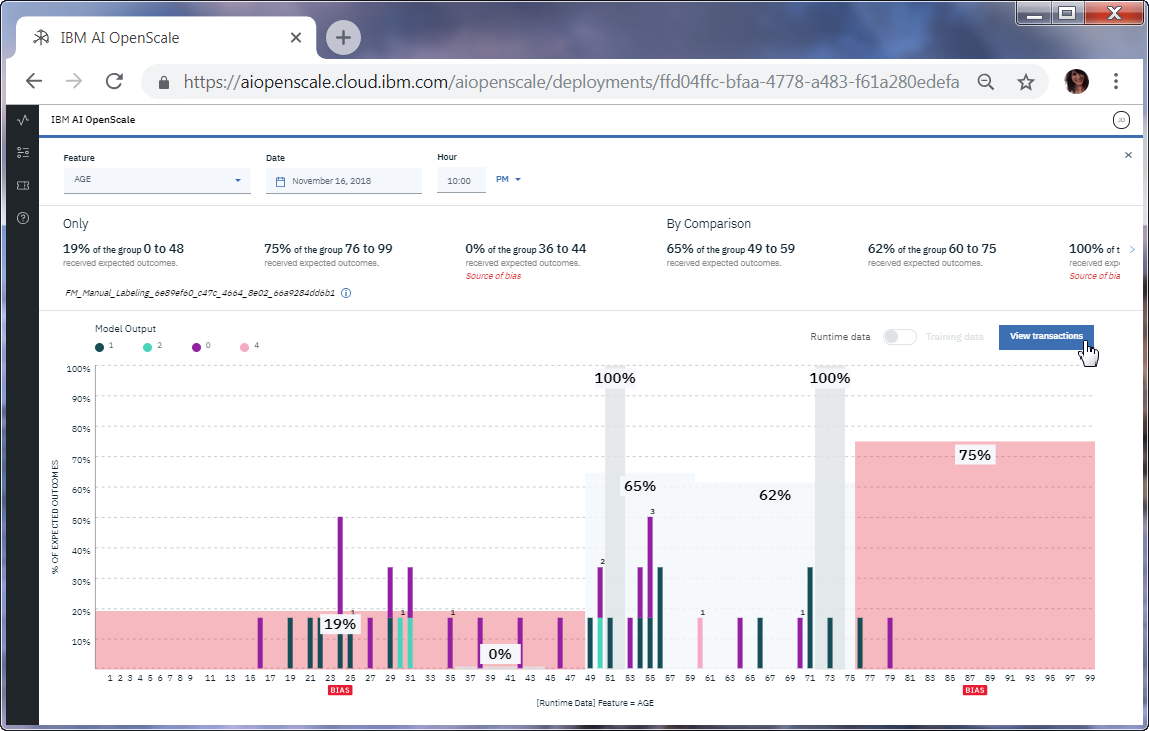 IBM AI OpenScale
https://aiopenscale.cloud.ibm.com/aiopenscale/deployments/ffd04ffc-bfaa-4778-a483-f61a280edefa
IBM AI OpenScale
JD
Feature Date Hour
AGE November 16, 2018 10:00 PM
Only By Comparison
19% of the group 0 to 48 75% of the group 76 to 99 0% of the group 36 to 44 65% of the group 49 to 59 62% of the group 60 to 75 100% of t
received expected outcomes. received expected outcomes. received expected outcomes. received expected outcomes. received expected outcomes. received exp
Source of bias Source of bia
FM_Manual_Labeling_6e89ef60_c47c_4664_8e02_66a9284dd6b1
Model Output
1 2 0 4
Runtime data Training data View transactions
100% 100% 100%
90%
80%
70% 75%
60% 65% 62%
50% 3
40% 2
30%
20% 1 1 1 1 1
19%
10% 0%
% OF EXPECTED OUTCOMES
1 2 3 4 5 6 7 8 9 11 13 15 17 19 21 23 25 27 29 31 33 35 37 39 41 43 45 47 49 51 53 55 57 59 61 63 65 67 69 71 73 75 77 79 81 83 85 87 89 91 93 95 97 99
BIAS BIAS
[Runtime Data] Feature = AGE